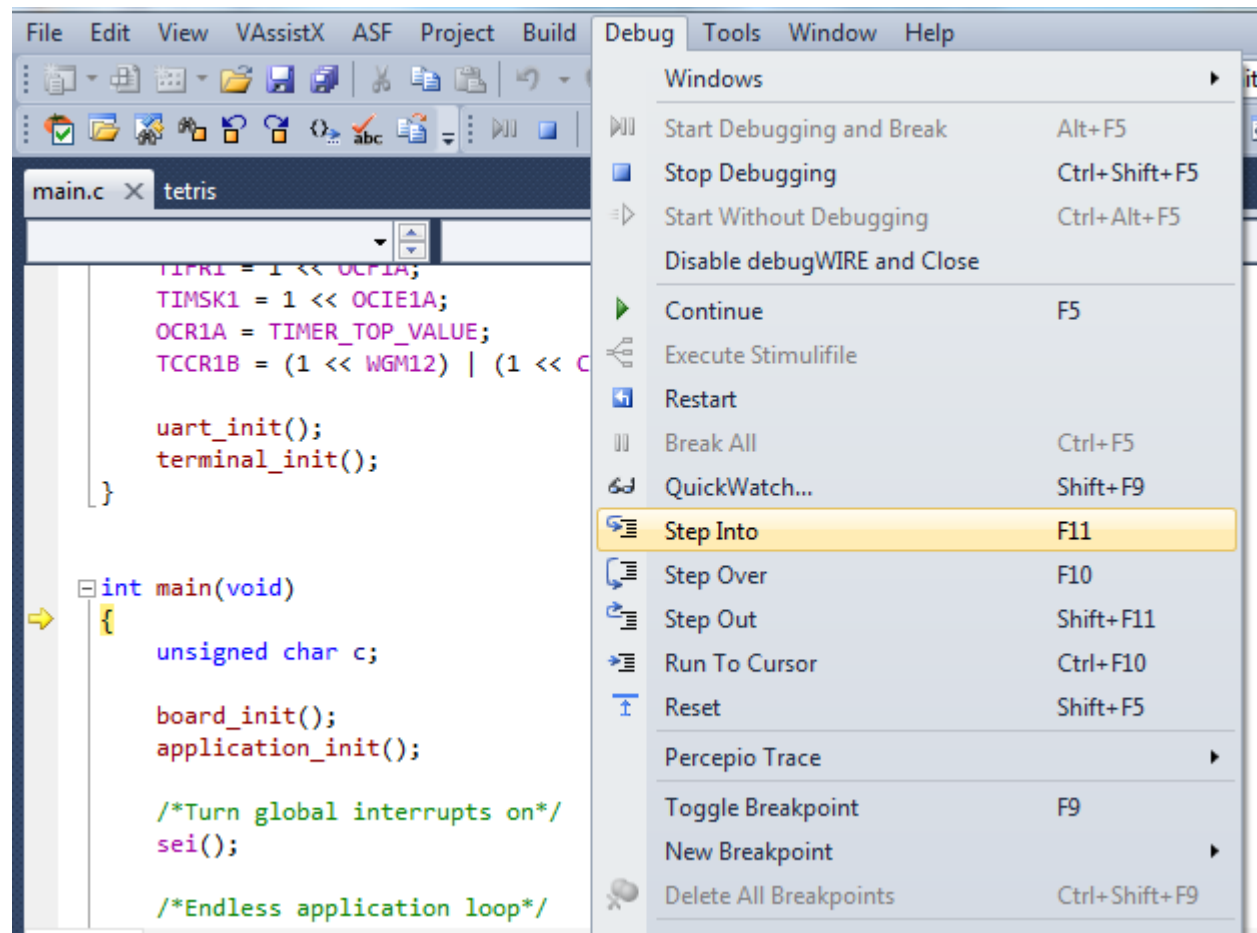 File Edit View VAssistX ASF Project Build Debug Tools Window Help
main.c tetris
TIFR1 = 1 << OCF1A;
TIMSK1 = 1 << OCIE1A;
OCR1A = TIMER_TOP_VALUE;
TCCR1B = (1 << WGM12) | (1 << C
uart_init();
terminal_init();
}
int main(void)
{
unsigned char c;
board_init();
application_init();
/*Turn global interrupts on*/
sei();
/*Endless application loop*/
Windows
Start Debugging and Break Alt+F5
Stop Debugging Ctrl+Shift+F5
Start Without Debugging Ctrl+Alt+F5
Disable debugWIRE and Close
Continue F5
Execute Stimulifile
Restart
Break All Ctrl+F5
QuickWatch... Shift+F9
Step Into F11
Step Over F10
Step Out Shift+F11
Run To Cursor Ctrl+F10
Reset Shift+F5
Percepio Trace
Toggle Breakpoint F9
New Breakpoint
Delete All Breakpoints Ctrl+Shift+F9